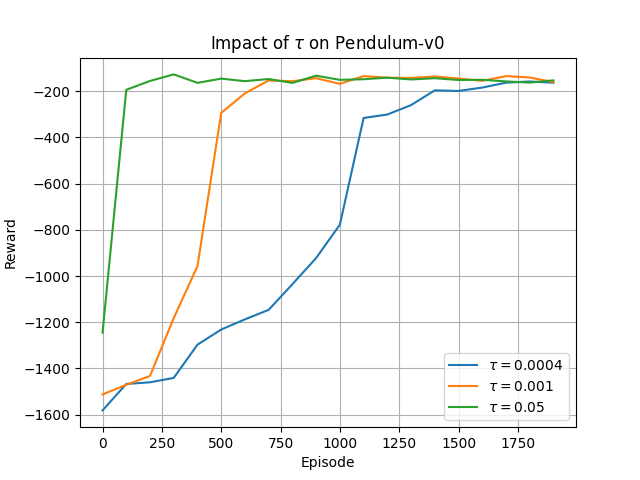 Impact of τ on Pendulum-v0
Reward
−200
−400
−600
−800
−1000
−1200
−1400
−1600
τ = 0.0004
τ = 0.001
τ = 0.05
0 250 500 750 1000 1250 1500 1750
Episode